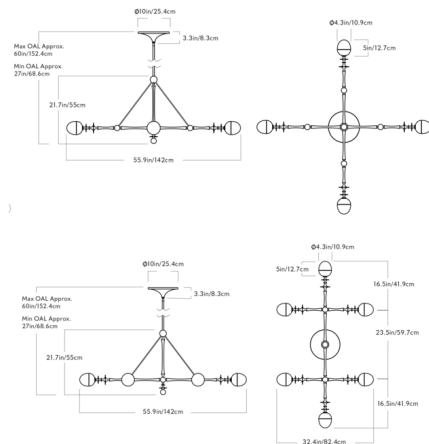 Ø10in/25.4cm
Max OAL Approx.
60in/152.4cm
Min OAL Approx.
27in/68.6cm
3.3in/8.3cm
21.7in/55cm
55.9in/142cm
Ø4.3in/10.9cm
5in/12.7cm
Ø10in/25.4cm
Max OAL Approx.
60in/152.4cm
Min OAL Approx.
27in/68.6cm
3.3in/8.3cm
21.7in/55cm
55.9in/142cm
Ø4.3in/10.9cm
5in/12.7cm
16.5in/41.9cm
23.5in/59.7cm
16.5in/41.9cm
32.4in/82.4cm